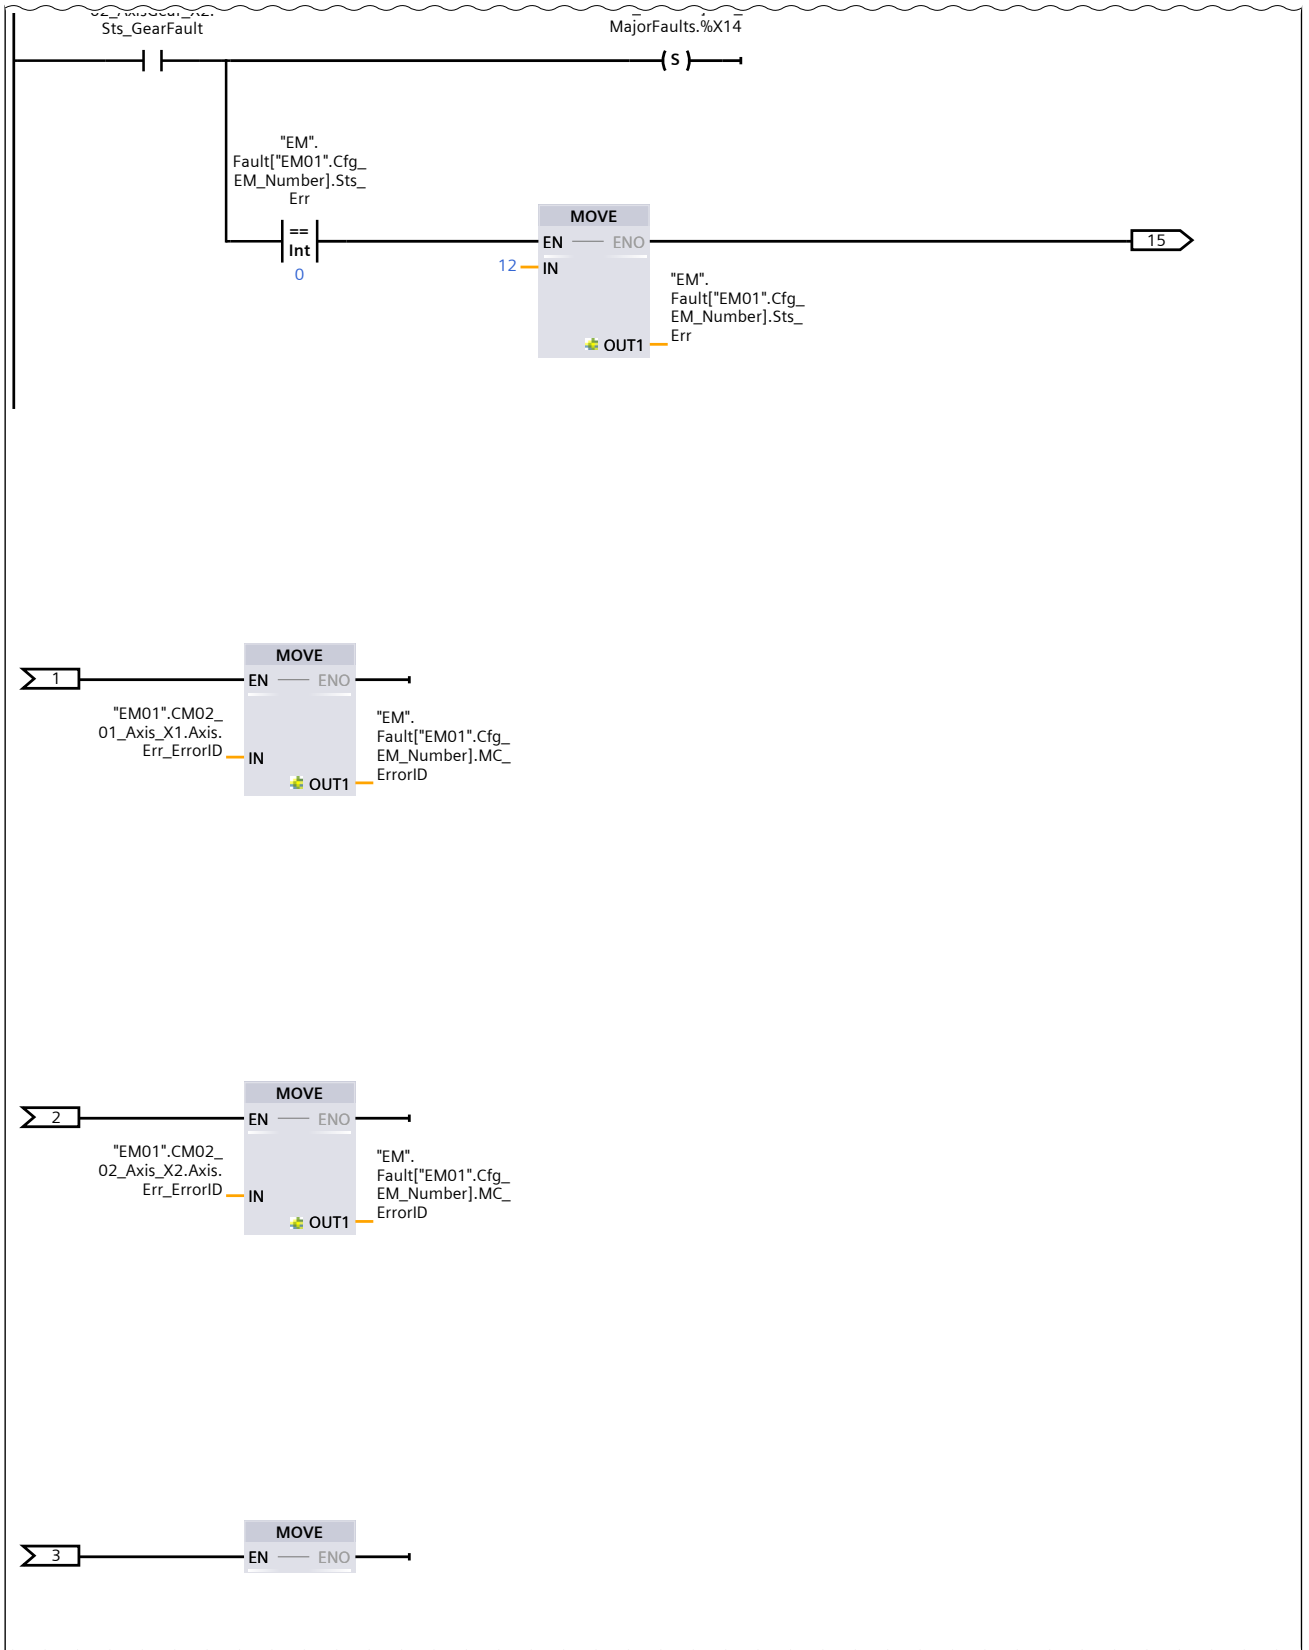 Sts_GearFault
MajorFaults.%X14
( S )
"EM".
Fault["EM01".Cfg_
EM_Number].Sts_
Err
==
Int
0
MOVE
EN
ENO
12
IN
OUT1
"EM".
Fault["EM01".Cfg_
EM_Number].Sts_
Err
15
1
MOVE
EN
ENO
"EM01".CM02_
01_Axis_X1.Axis.
Err_ErrorID
IN
OUT1
"EM".
Fault["EM01".Cfg_
EM_Number].MC_
ErrorID
2
MOVE
EN
ENO
"EM01".CM02_
02_Axis_X2.Axis.
Err_ErrorID
IN
OUT1
"EM".
Fault["EM01".Cfg_
EM_Number].MC_
ErrorID
3
MOVE
EN
ENO